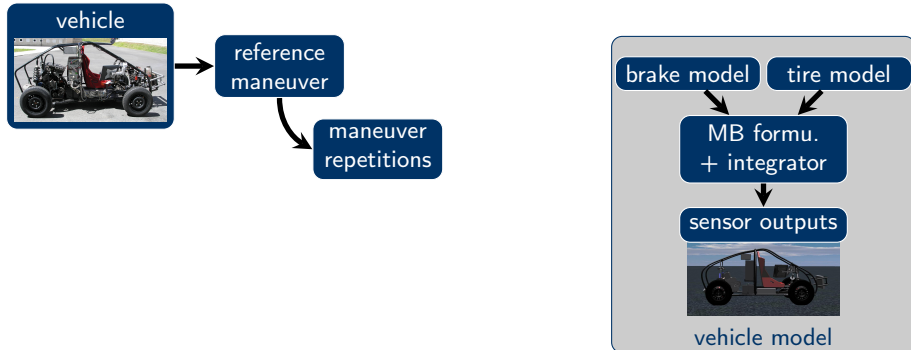 vehicle
reference
maneuver
maneuver
repetitions
brake model
tire model
MB formu.
+ integrator
sensor outputs
vehicle model